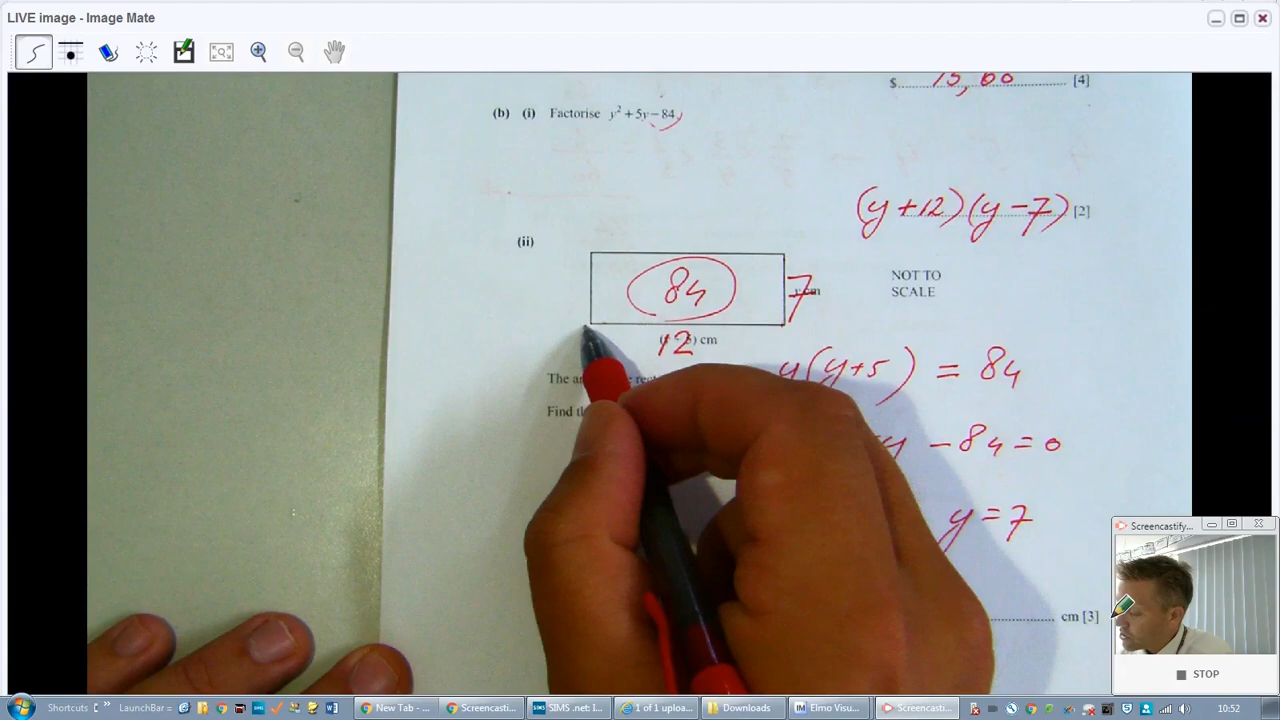 LIVE image - Image Mate
$ 15,60 [4]
(b) (i) Factorise y² + 5y − 84
(y + 12)(y − 7) [2]
(ii)
84
7
cm
NOT TO
SCALE
12
) cm
y(y+5) = 84
The
Find
y − 84 = 0
y = 7
cm [3]
Screencastify...
STOP
Shortcuts
LaunchBar
New Tab - ...
Screencasti...
SIMS .net: I...
1 of 1 uploa...
Downloads
Elmo Visu...
Screencasti...
10:52